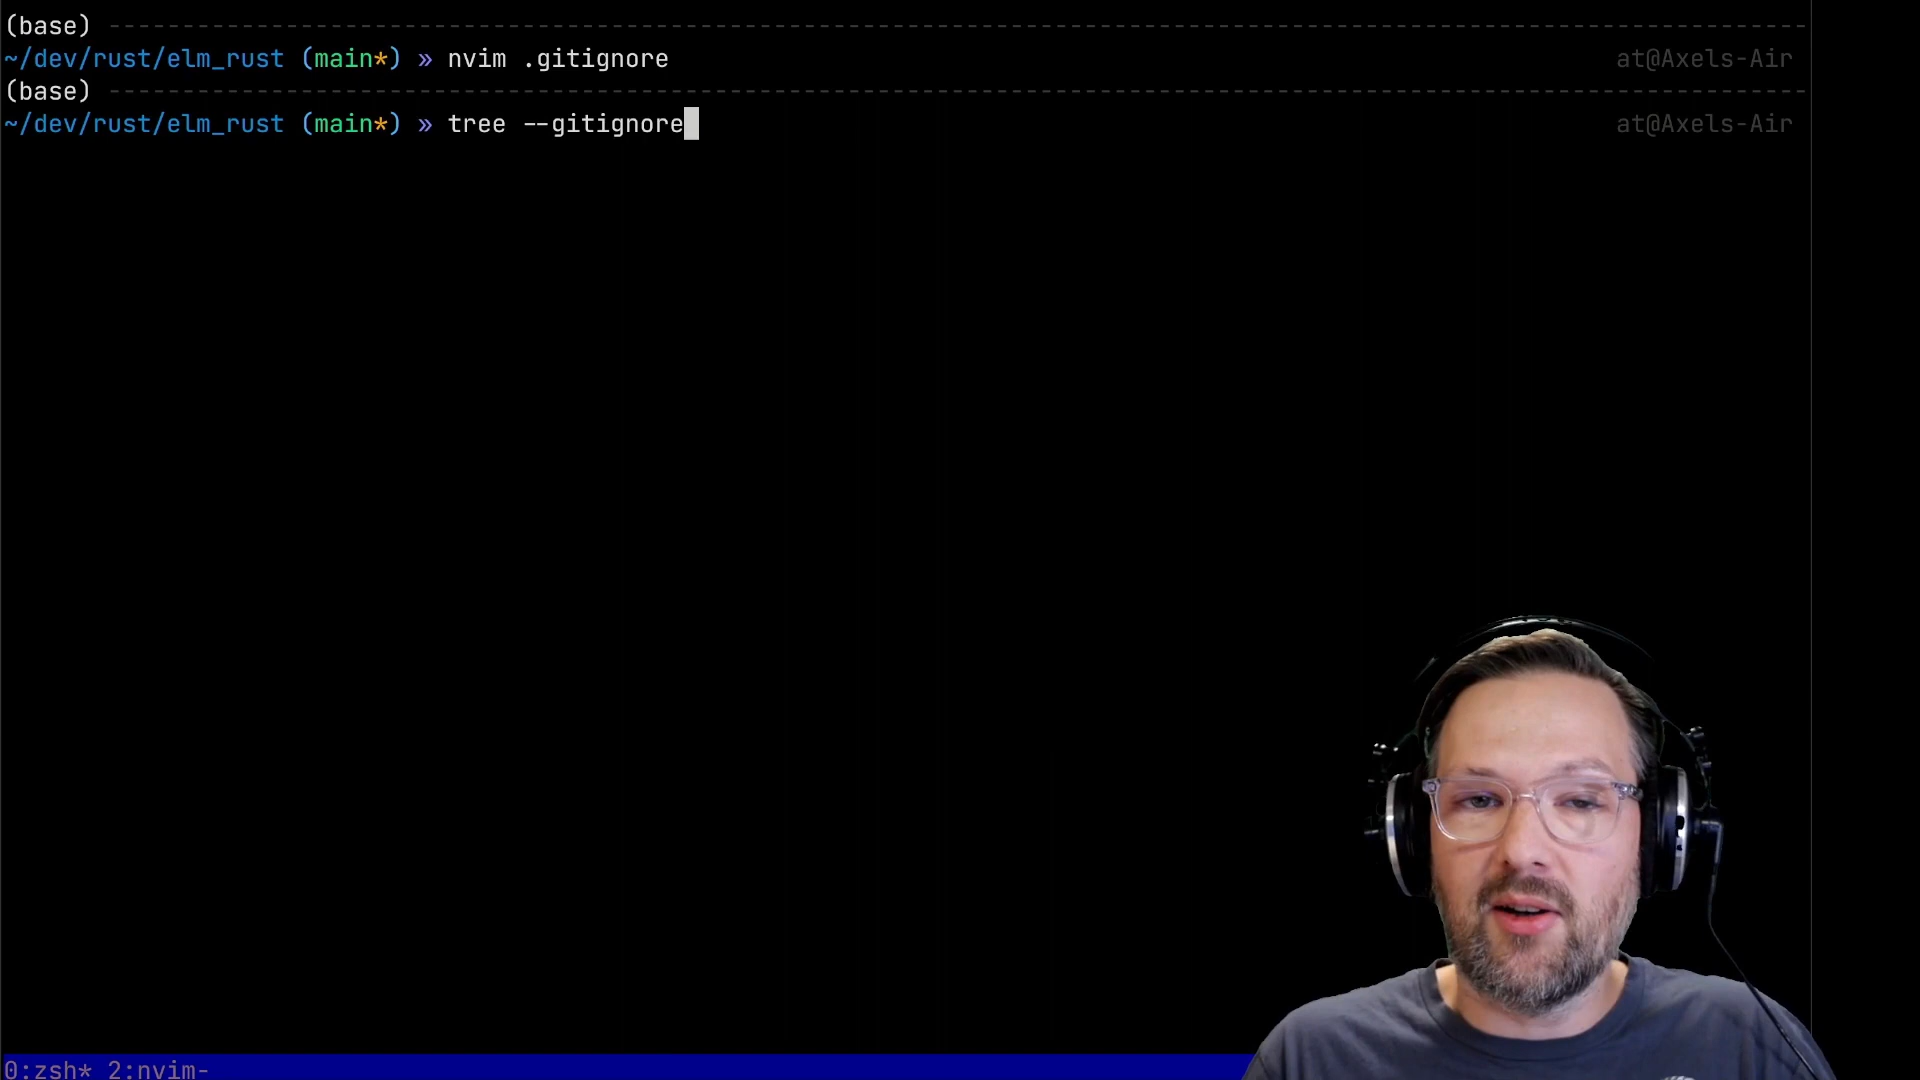 (base)
~/dev/rust/elm_rust (main*) » nvim .gitignore at@Axels-Air
(base)
~/dev/rust/elm_rust (main*) » tree --gitignore at@Axels-Air
0:zsh* 2:nvim-